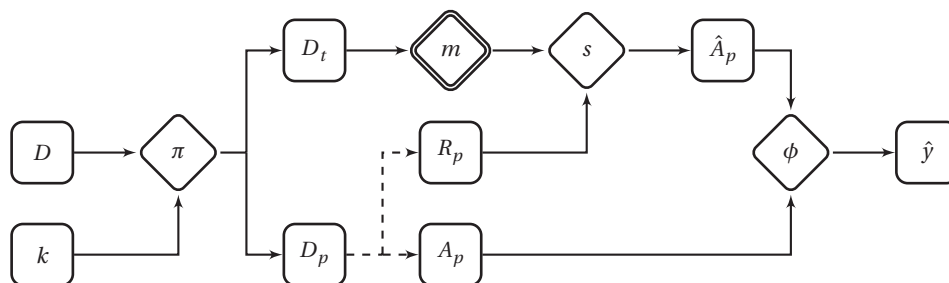 D_t m s Â_p
D π R_p ϕ ŷ
k D_p A_p